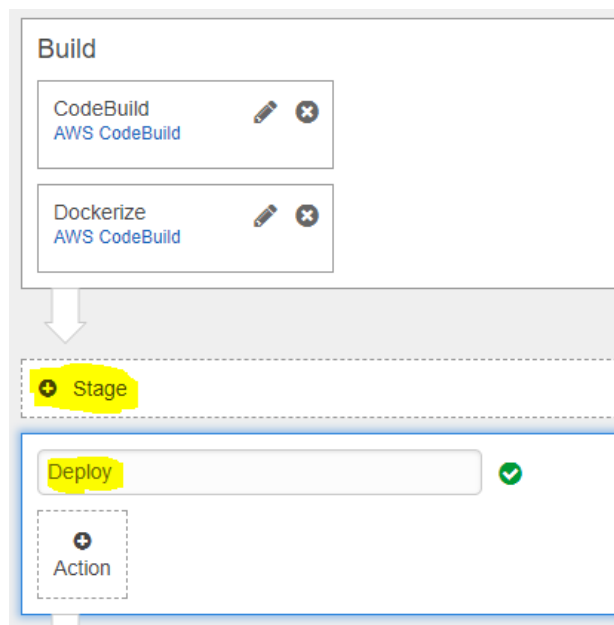 Build
CodeBuild
AWS CodeBuild
Dockerize
AWS CodeBuild
Stage
Deploy
Action